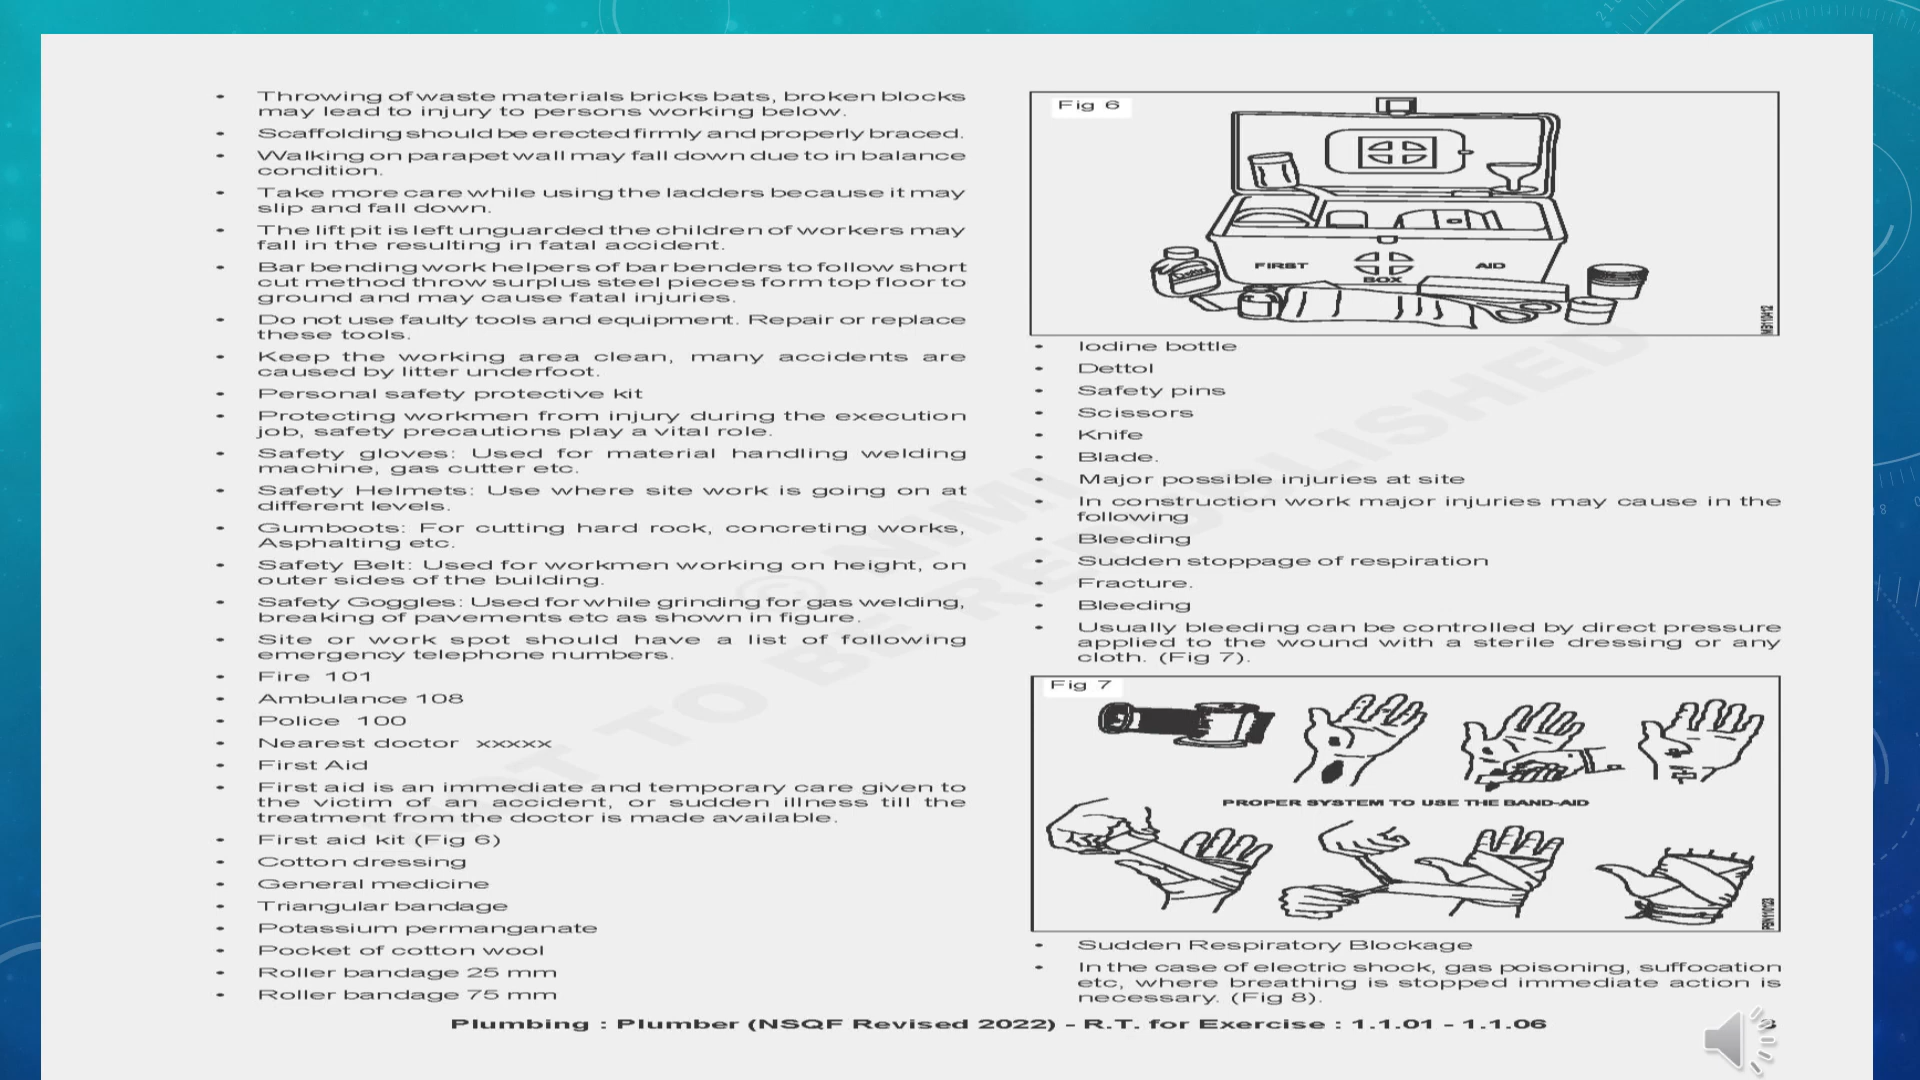 • Throwing of waste materials bricks bats, broken blocks
may lead to injury to persons working below.
• Scaffolding should be erected firmly and properly braced.
• Walking on parapet wall may fall down due to in balance
condition.
• Take more care while using the ladders because it may
slip and fall down.
• The lift pit is left unguarded the children of workers may
fall in the resulting in fatal accident.
• Bar bending work helpers of bar benders to follow short
cut method throw surplus steel pieces form top floor to
ground and may cause fatal injuries.
• Do not use faulty tools and equipment. Repair or replace
these tools.
• Keep the working area clean, many accidents are
caused by litter underfoot.
• Personal safety protective kit
• Protecting workmen from injury during the execution
job, safety precautions play a vital role.
• Safety gloves: Used for material handling welding
machine, gas cutter etc.
• Safety Helmets: Use where site work is going on at
different levels.
• Gumboots: For cutting hard rock, concreting works,
Asphalting etc.
• Safety Belt: Used for workmen working on height, on
outer sides of the building.
• Safety Goggles: Used for while grinding for gas welding,
breaking of pavements etc as shown in figure.
• Site or work spot should have a list of following
emergency telephone numbers.
• Fire 101
• Ambulance 108
• Police 100
• Nearest doctor xxxxx
• First Aid
• First aid is an immediate and temporary care given to
the victim of an accident, or sudden illness till the
treatment from the doctor is made available.
• First aid kit (Fig 6)
• Cotton dressing
• General medicine
• Triangular bandage
• Potassium permanganate
• Pocket of cotton wool
• Roller bandage 25 mm
• Roller bandage 75 mm
Fig 6
Dettol
FIRST AID
BOX
• Iodine bottle
• Dettol
• Safety pins
• Scissors
• Knife
• Blade.
• Major possible injuries at site
• In construction work major injuries may cause in the
following
• Bleeding
• Sudden stoppage of respiration
• Fracture.
• Bleeding
• Usually bleeding can be controlled by direct pressure
applied to the wound with a sterile dressing or any
cloth. (Fig 7).
Fig 7
PROPER SYSTEM TO USE THE BAND-AID
• Sudden Respiratory Blockage
• In the case of electric shock, gas poisoning, suffocation
etc, where breathing is stopped immediate action is
necessary. (Fig 8).
Plumbing : Plumber (NSQF Revised 2022) - R.T. for Exercise : 1.1.01 - 1.1.06
© NIMI
NOT TO BE REPUBLISHED